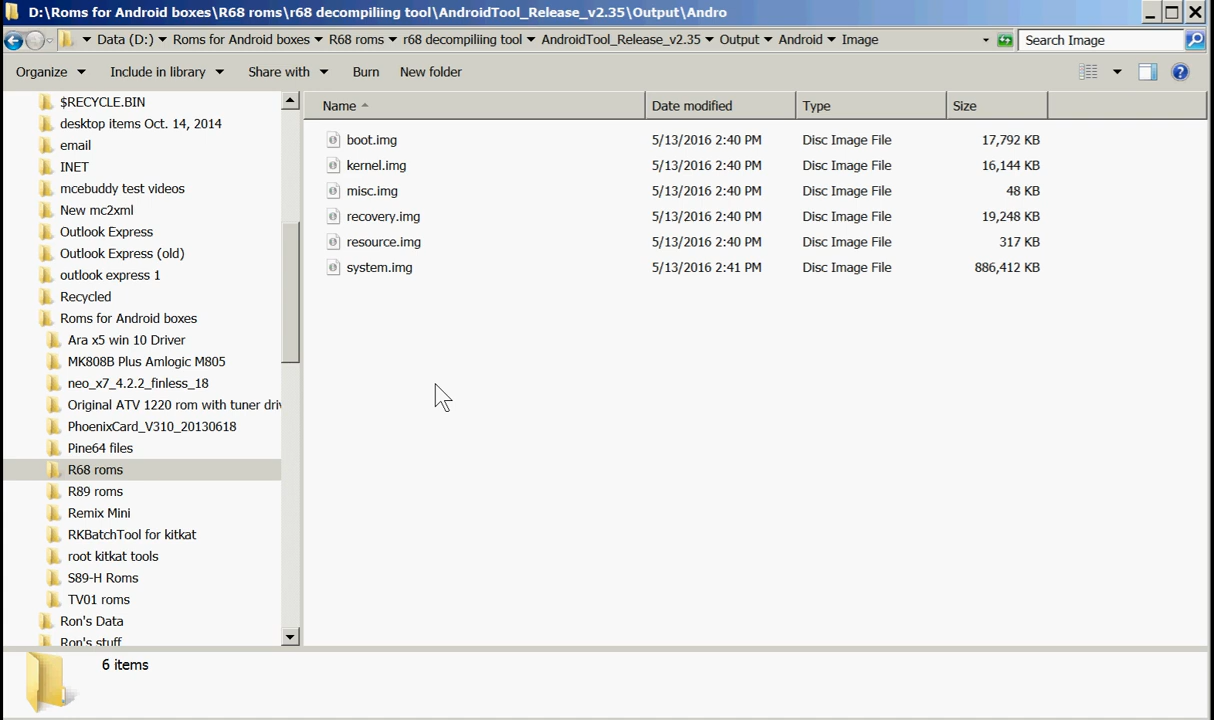 D:\Roms for Android boxes\R68 roms\r68 decompiliing tool\AndroidTool_Release_v2.35\Output\Andro
Data (D:) Roms for Android boxes R68 roms r68 decompiliing tool AndroidTool_Release_v2.35 Output Android Image Search Image
Organize Include in library Share with Burn New folder
$RECYCLE.BIN
desktop items Oct. 14, 2014
email
INET
mcebuddy test videos
New mc2xml
Outlook Express
Outlook Express (old)
outlook express 1
Recycled
Roms for Android boxes
Ara x5 win 10 Driver
MK808B Plus Amlogic M805
neo_x7_4.2.2_finless_18
Original ATV 1220 rom with tuner driv
PhoenixCard_V310_20130618
Pine64 files
R68 roms
R89 roms
Remix Mini
RKBatchTool for kitkat
root kitkat tools
S89-H Roms
TV01 roms
Ron's Data
Ron's stuff
Name Date modified Type Size
boot.img 5/13/2016 2:40 PM Disc Image File 17,792 KB
kernel.img 5/13/2016 2:40 PM Disc Image File 16,144 KB
misc.img 5/13/2016 2:40 PM Disc Image File 48 KB
recovery.img 5/13/2016 2:40 PM Disc Image File 19,248 KB
resource.img 5/13/2016 2:40 PM Disc Image File 317 KB
system.img 5/13/2016 2:41 PM Disc Image File 886,412 KB
6 items